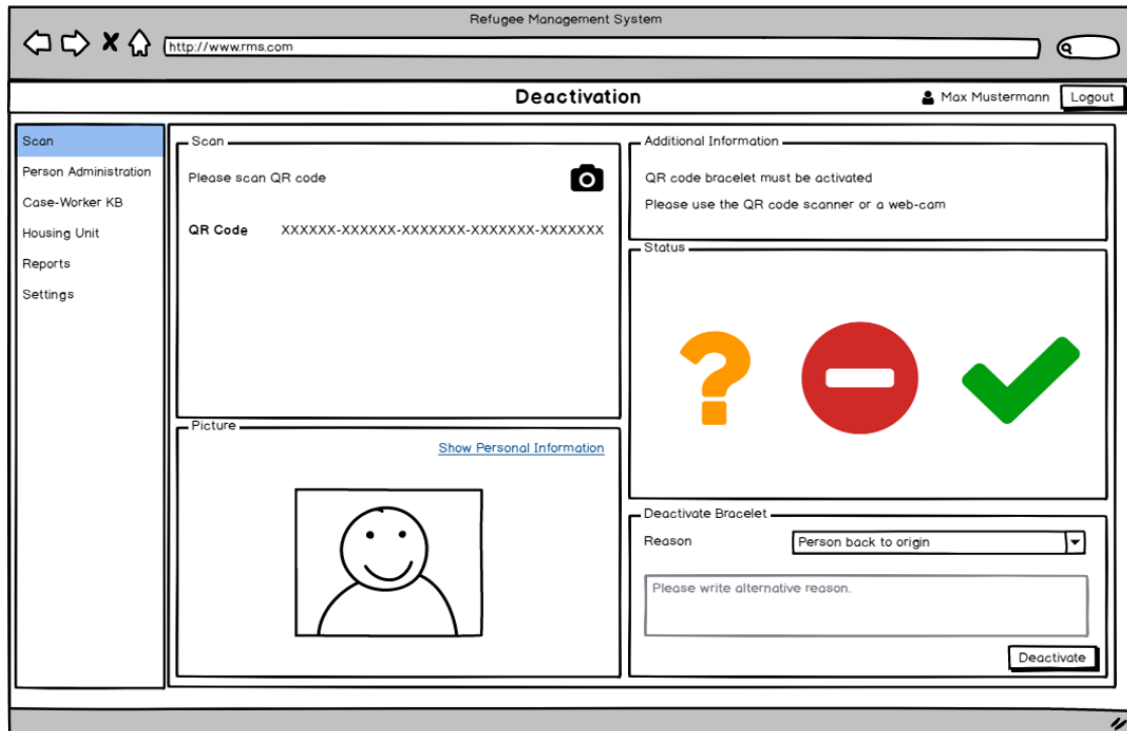 Refugee Management System
http://www.rms.com
Deactivation
Max Mustermann
Logout
Scan
Person Administration
Case-Worker KB
Housing Unit
Reports
Settings
Scan
Please scan QR code
QR Code XXXXXX-XXXXXX-XXXXXXX-XXXXXXX-XXXXXXX
Additional Information
QR code bracelet must be activated
Please use the QR code scanner or a web-cam
Status
Picture
Show Personal Information
Deactivate Bracelet
Reason Person back to origin
Please write alternative reason.
Deactivate